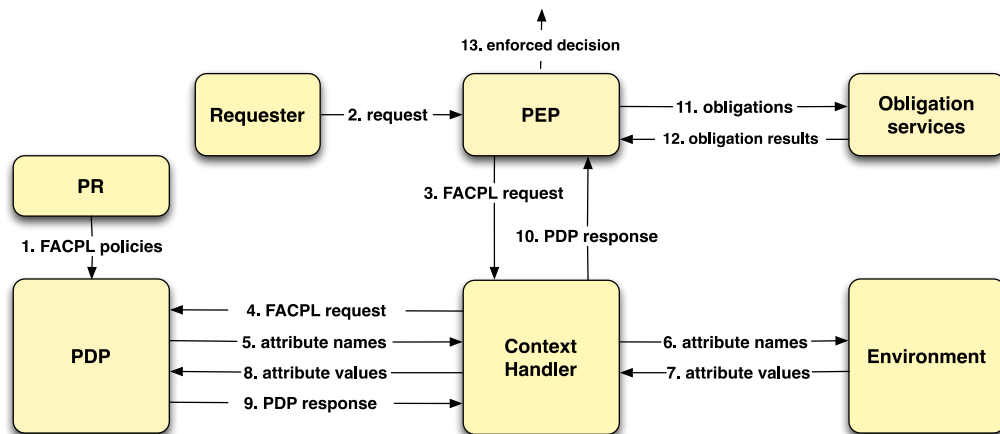 13. enforced decision
Requester
2. request
PEP
11. obligations
12. obligation results
Obligation
services
PR
3. FACPL request
1. FACPL policies
10. PDP response
PDP
4. FACPL request
5. attribute names
8. attribute values
9. PDP response
Context
Handler
6. attribute names
7. attribute values
Environment